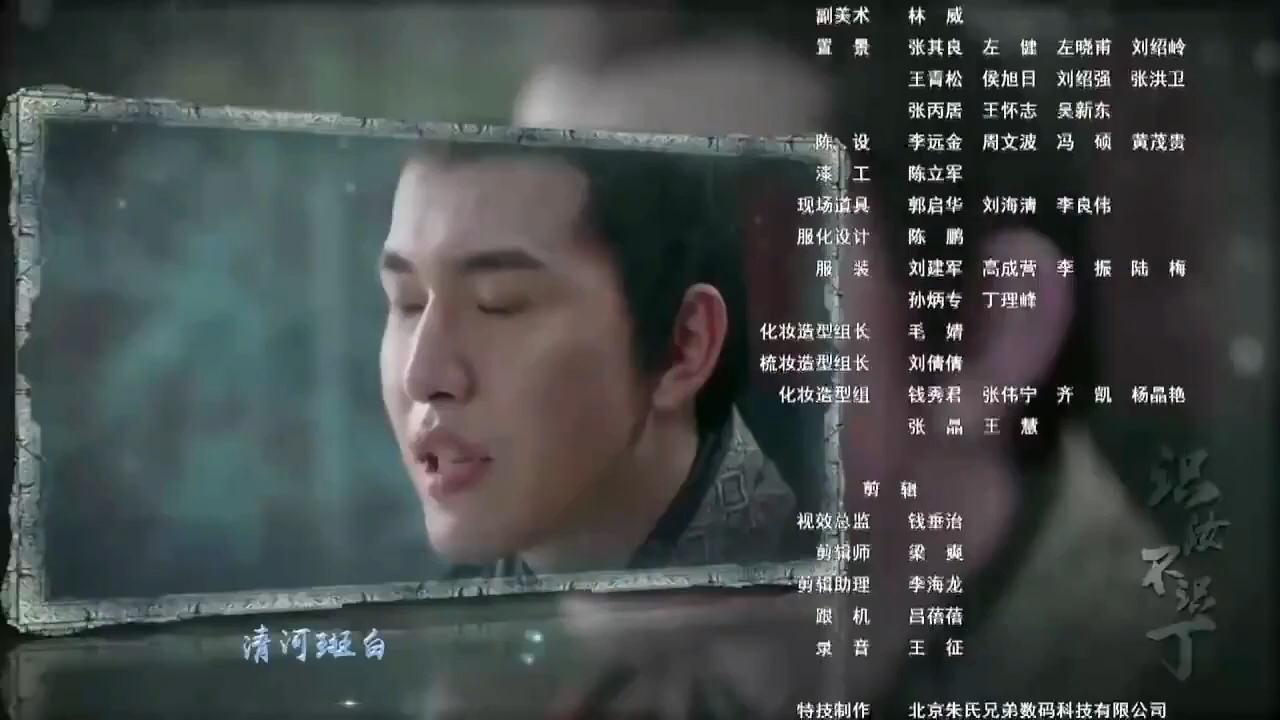 副美术 林威
置景 张其良 左健 左晓甫 刘绍岭
王青松 侯旭日 刘绍强 张洪卫
张丙居 王怀志 吴新东
陈设 李远金 周文波 冯硕 黄茂贵
漆工 陈立军
现场道具 郭启华 刘海清 李良伟
服化设计 陈鹏
服装 刘建军 高成营 李振 陆梅
孙炳专 丁理峰
化妆造型组长 毛婧
梳妆造型组长 刘倩倩
化妆造型组 钱秀君 张伟宁 齐凯 杨晶艳
张晶 王慧
剪辑
视效总监 钱垂治
剪辑师 梁爽
剪辑助理 李海龙
跟机 吕蓓蓓
录音 王征
特技制作 北京朱氏兄弟数码科技有限公司
清河斑白
识汝不识丁